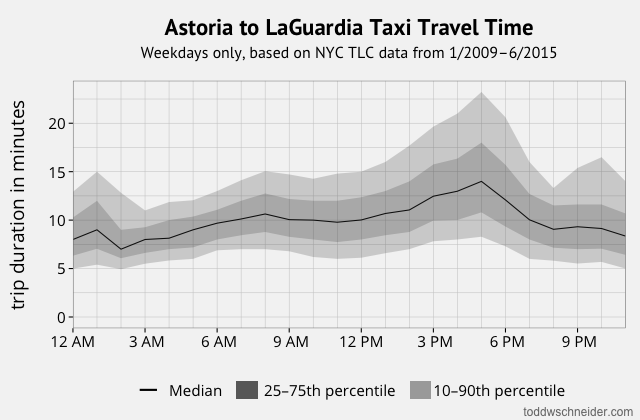 Astoria to LaGuardia Taxi Travel Time
Weekdays only, based on NYC TLC data from 1/2009–6/2015
trip duration in minutes
20
15
10
5
0
12 AM 3 AM 6 AM 9 AM 12 PM 3 PM 6 PM 9 PM
Median 25–75th percentile 10–90th percentile
toddwschneider.com